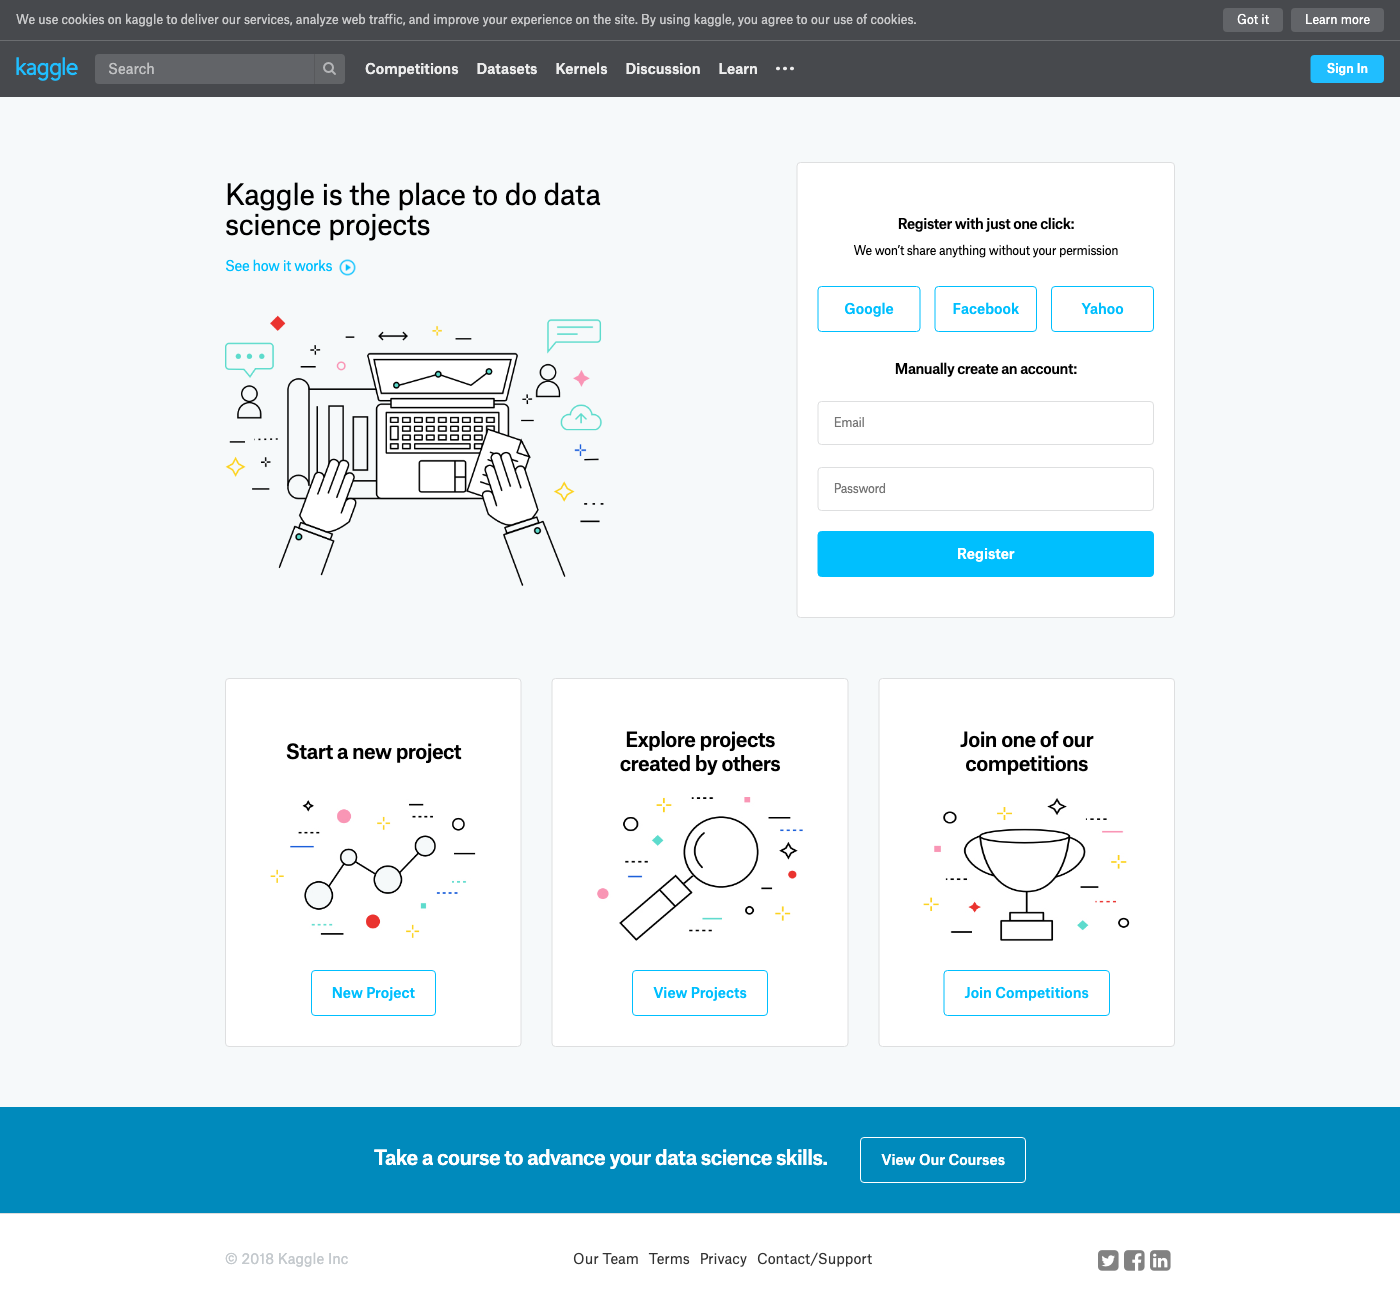 We use cookies on kaggle to deliver our services, analyze web traffic, and improve your experience on the site. By using kaggle, you agree to our use of cookies.
Got it
Learn more
kaggle
Search
Competitions
Datasets
Kernels
Discussion
Learn
Sign In
Kaggle is the place to do data
science projects
See how it works
Register with just one click:
We won't share anything without your permission
Google
Facebook
Yahoo
Manually create an account:
Email
Password
Register
Start a new project
New Project
Explore projects
created by others
View Projects
Join one of our
competitions
Join Competitions
Take a course to advance your data science skills.
View Our Courses
© 2018 Kaggle Inc
Our Team
Terms
Privacy
Contact/Support